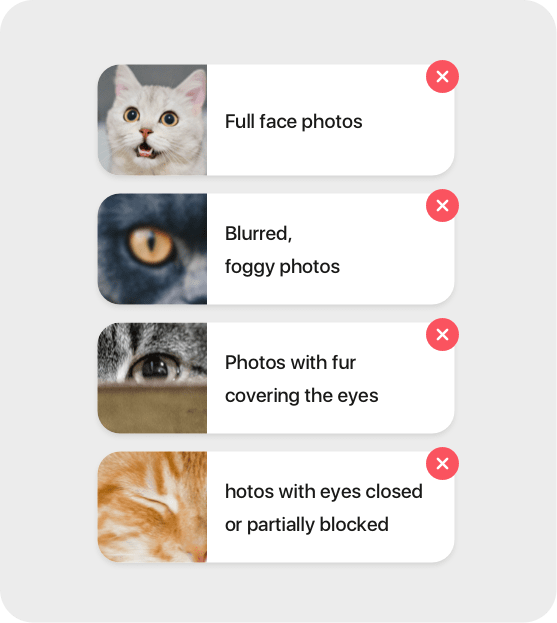 Full face photos
Blurred,
foggy photos
Photos with fur
covering the eyes
hotos with eyes closed
or partially blocked